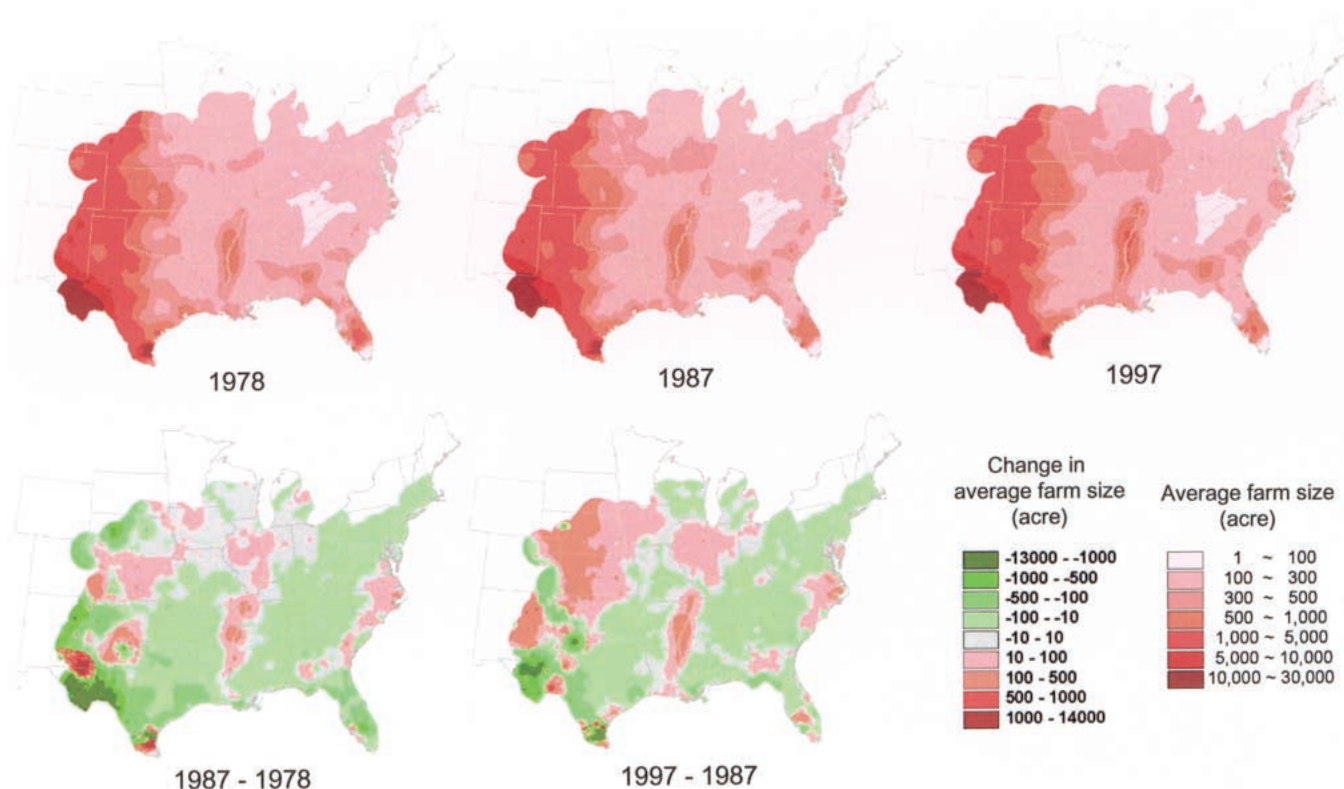 1978
1987
1997
1987 - 1978
1997 - 1987
Change in
average farm size
(acre)
-13000 - -1000
-1000 - -500
-500 - -100
-100 - -10
-10 - 10
10 - 100
100 - 500
500 - 1000
1000 - 14000
Average farm size
(acre)
1 ~ 100
100 ~ 300
300 ~ 500
500 ~ 1,000
1,000 ~ 5,000
5,000 ~ 10,000
10,000 ~ 30,000